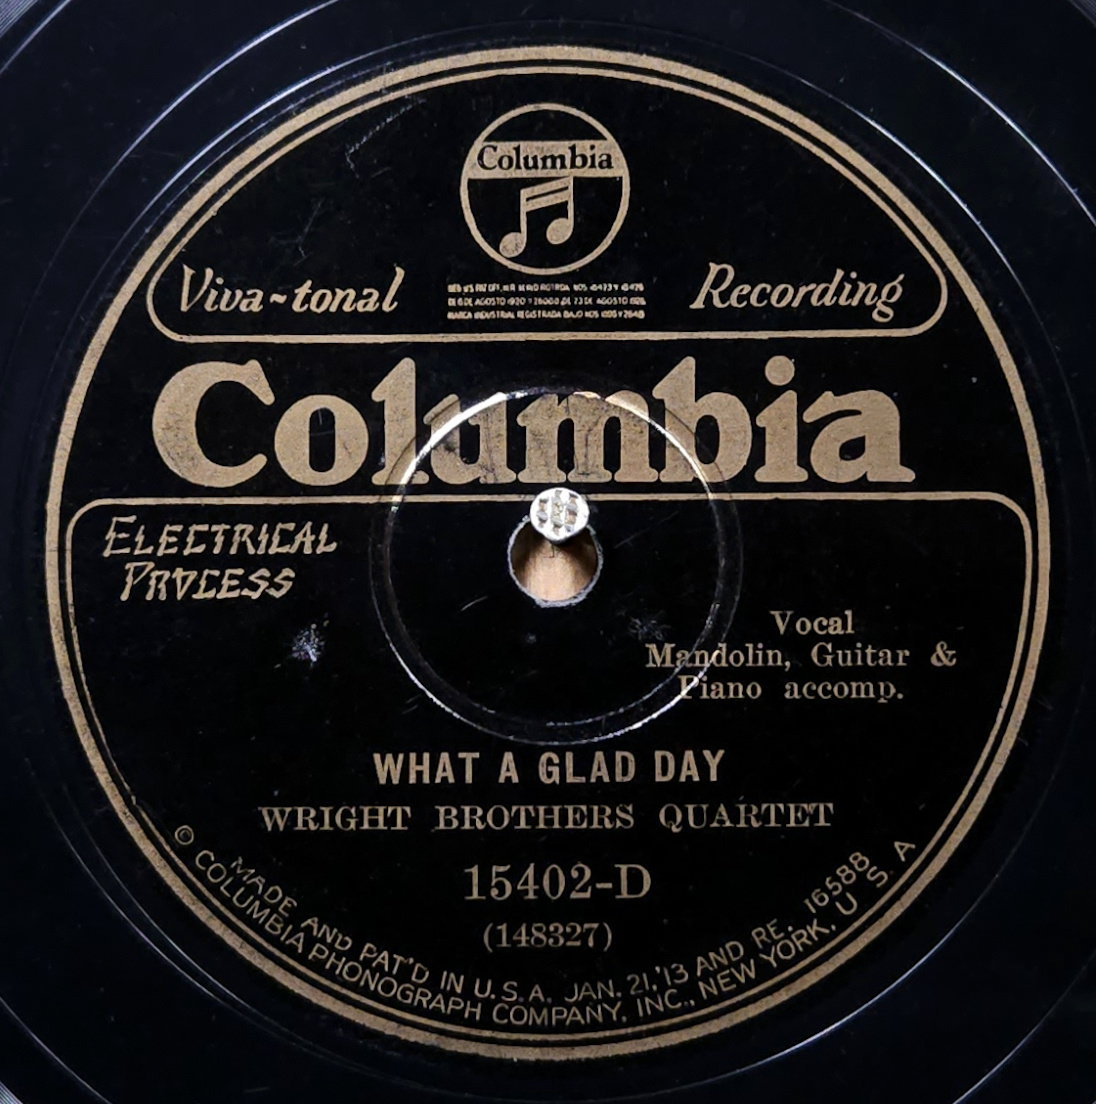 Columbia
Viva-tonal Recording
Columbia
ELECTRICAL
PROCESS
Vocal
Mandolin, Guitar &
Piano accomp.
WHAT A GLAD DAY
WRIGHT BROTHERS QUARTET
15402-D
(148327)
MADE AND PAT'D IN U.S.A. JAN. 21, '13 AND RE. 16588
© COLUMBIA PHONOGRAPH COMPANY, INC., NEW YORK, U. S. A